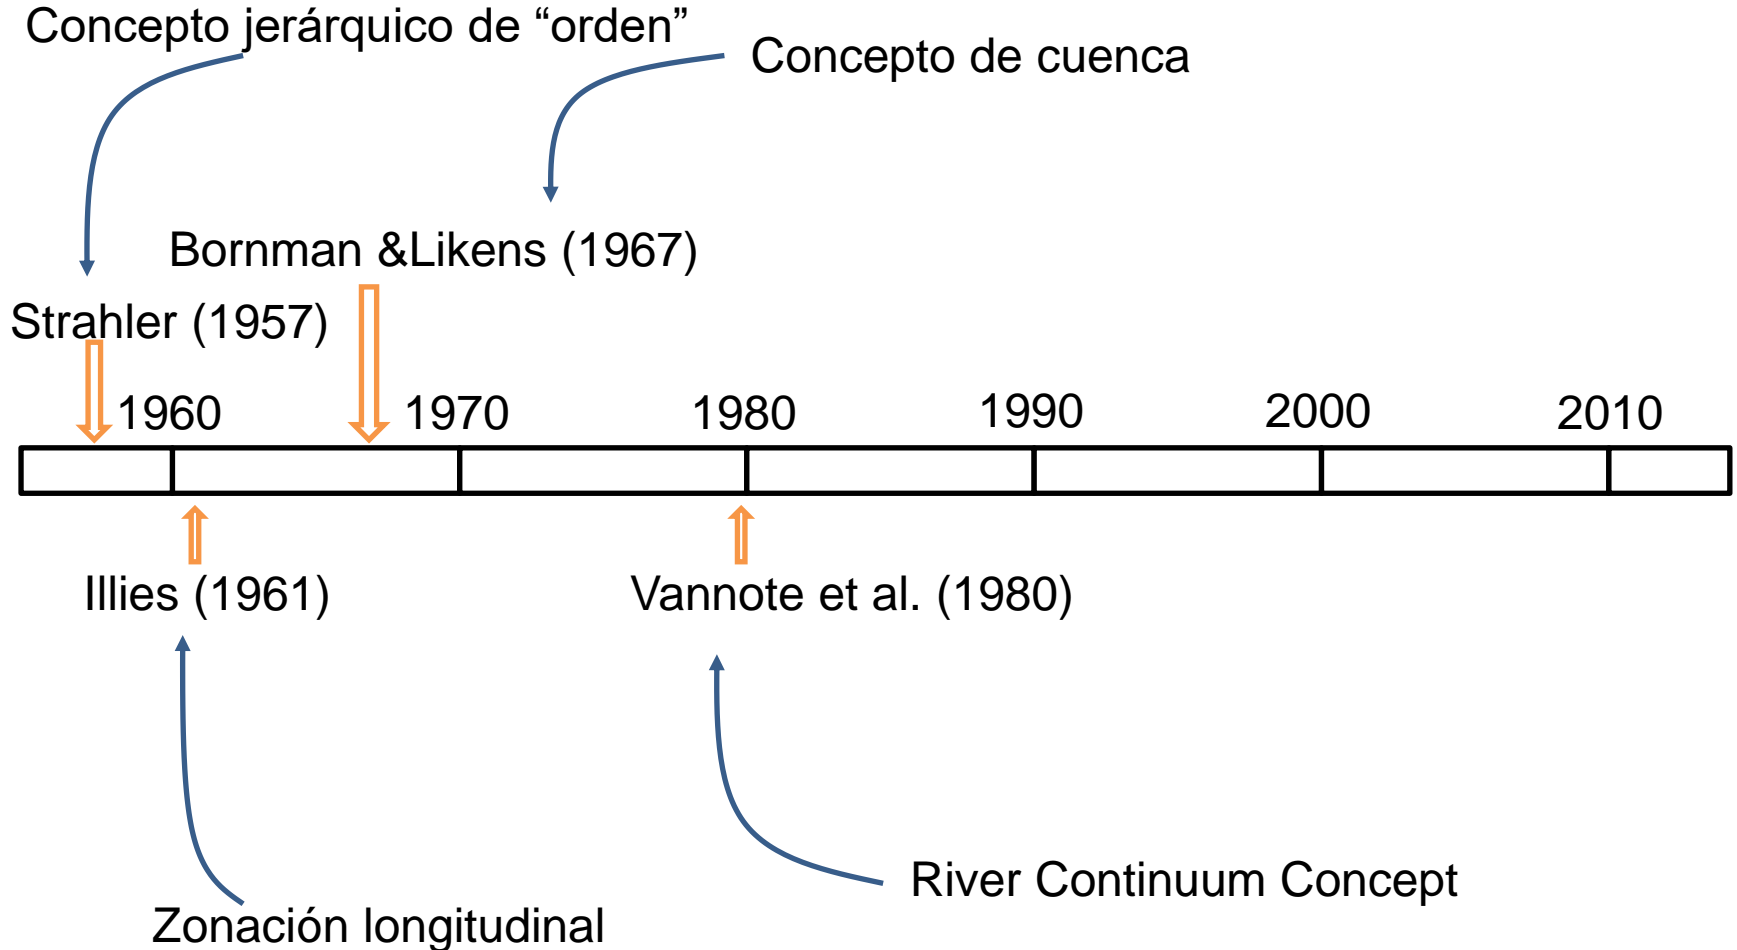 Concepto jerárquico de “orden”
Concepto de cuenca
Bornman &Likens (1967)
Strahler (1957)
1960
1970
1980
1990
2000
2010
Illies (1961)
Vannote et al. (1980)
River Continuum Concept
Zonación longitudinal